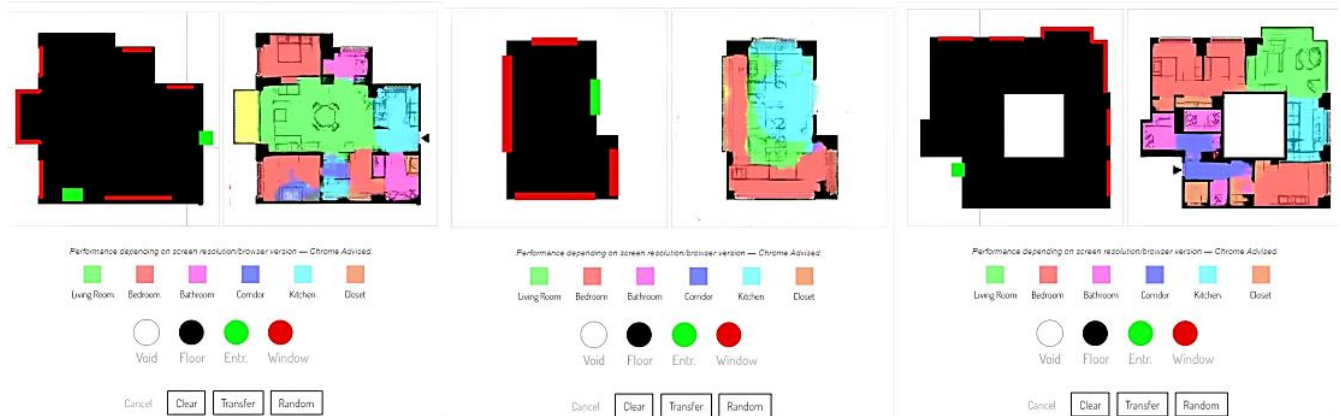 Performance depending on screen resolution/browser version — Chrome Advised.
Living Room Bedroom Bathroom Corridor Kitchen Closet
Void Floor Entr. Window
Cancel Clear Transfer Random
Performance depending on screen resolution/browser version — Chrome Advised.
Living Room Bedroom Bathroom Corridor Kitchen Closet
Void Floor Entr. Window
Cancel Clear Transfer Random
Performance depending on screen resolution/browser version — Chrome Advised.
Living Room Bedroom Bathroom Corridor Kitchen Closet
Void Floor Entr. Window
Cancel Clear Transfer Random